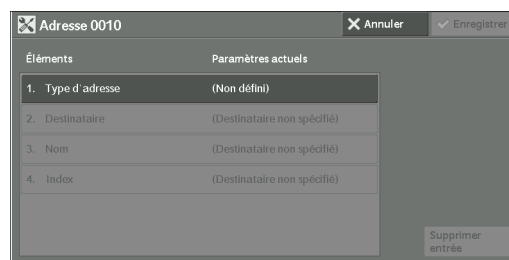 Adresse 0010
Annuler
Enregistrer
Éléments
Paramètres actuels
1. Type d'adresse (Non défini)
2. Destinataire (Destinataire non spécifié)
3. Nom (Destinataire non spécifié)
4. Index (Destinataire non spécifié)
Supprimer
entrée